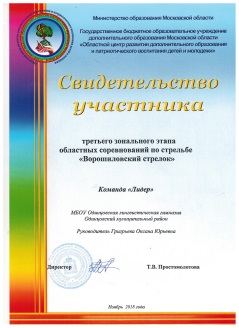 Министерство образования Московской области
Государственное бюджетное образовательное учреждение
дополнительного образования Московской области
«Областной центр развития дополнительного образования
и патриотического воспитания детей и молодежи»
Свидетельство
участника
третьего зонального этапа
областных соревнований по стрельбе
«Ворошиловский стрелок»
Команда «Лидер»
МБОУ Одинцовская лингвистическая гимназия
Одинцовский муниципальный район
Руководитель Григорьева Оксана Юрьевна
Директор
Т.В. Простомолотова
Ноябрь 2016 года